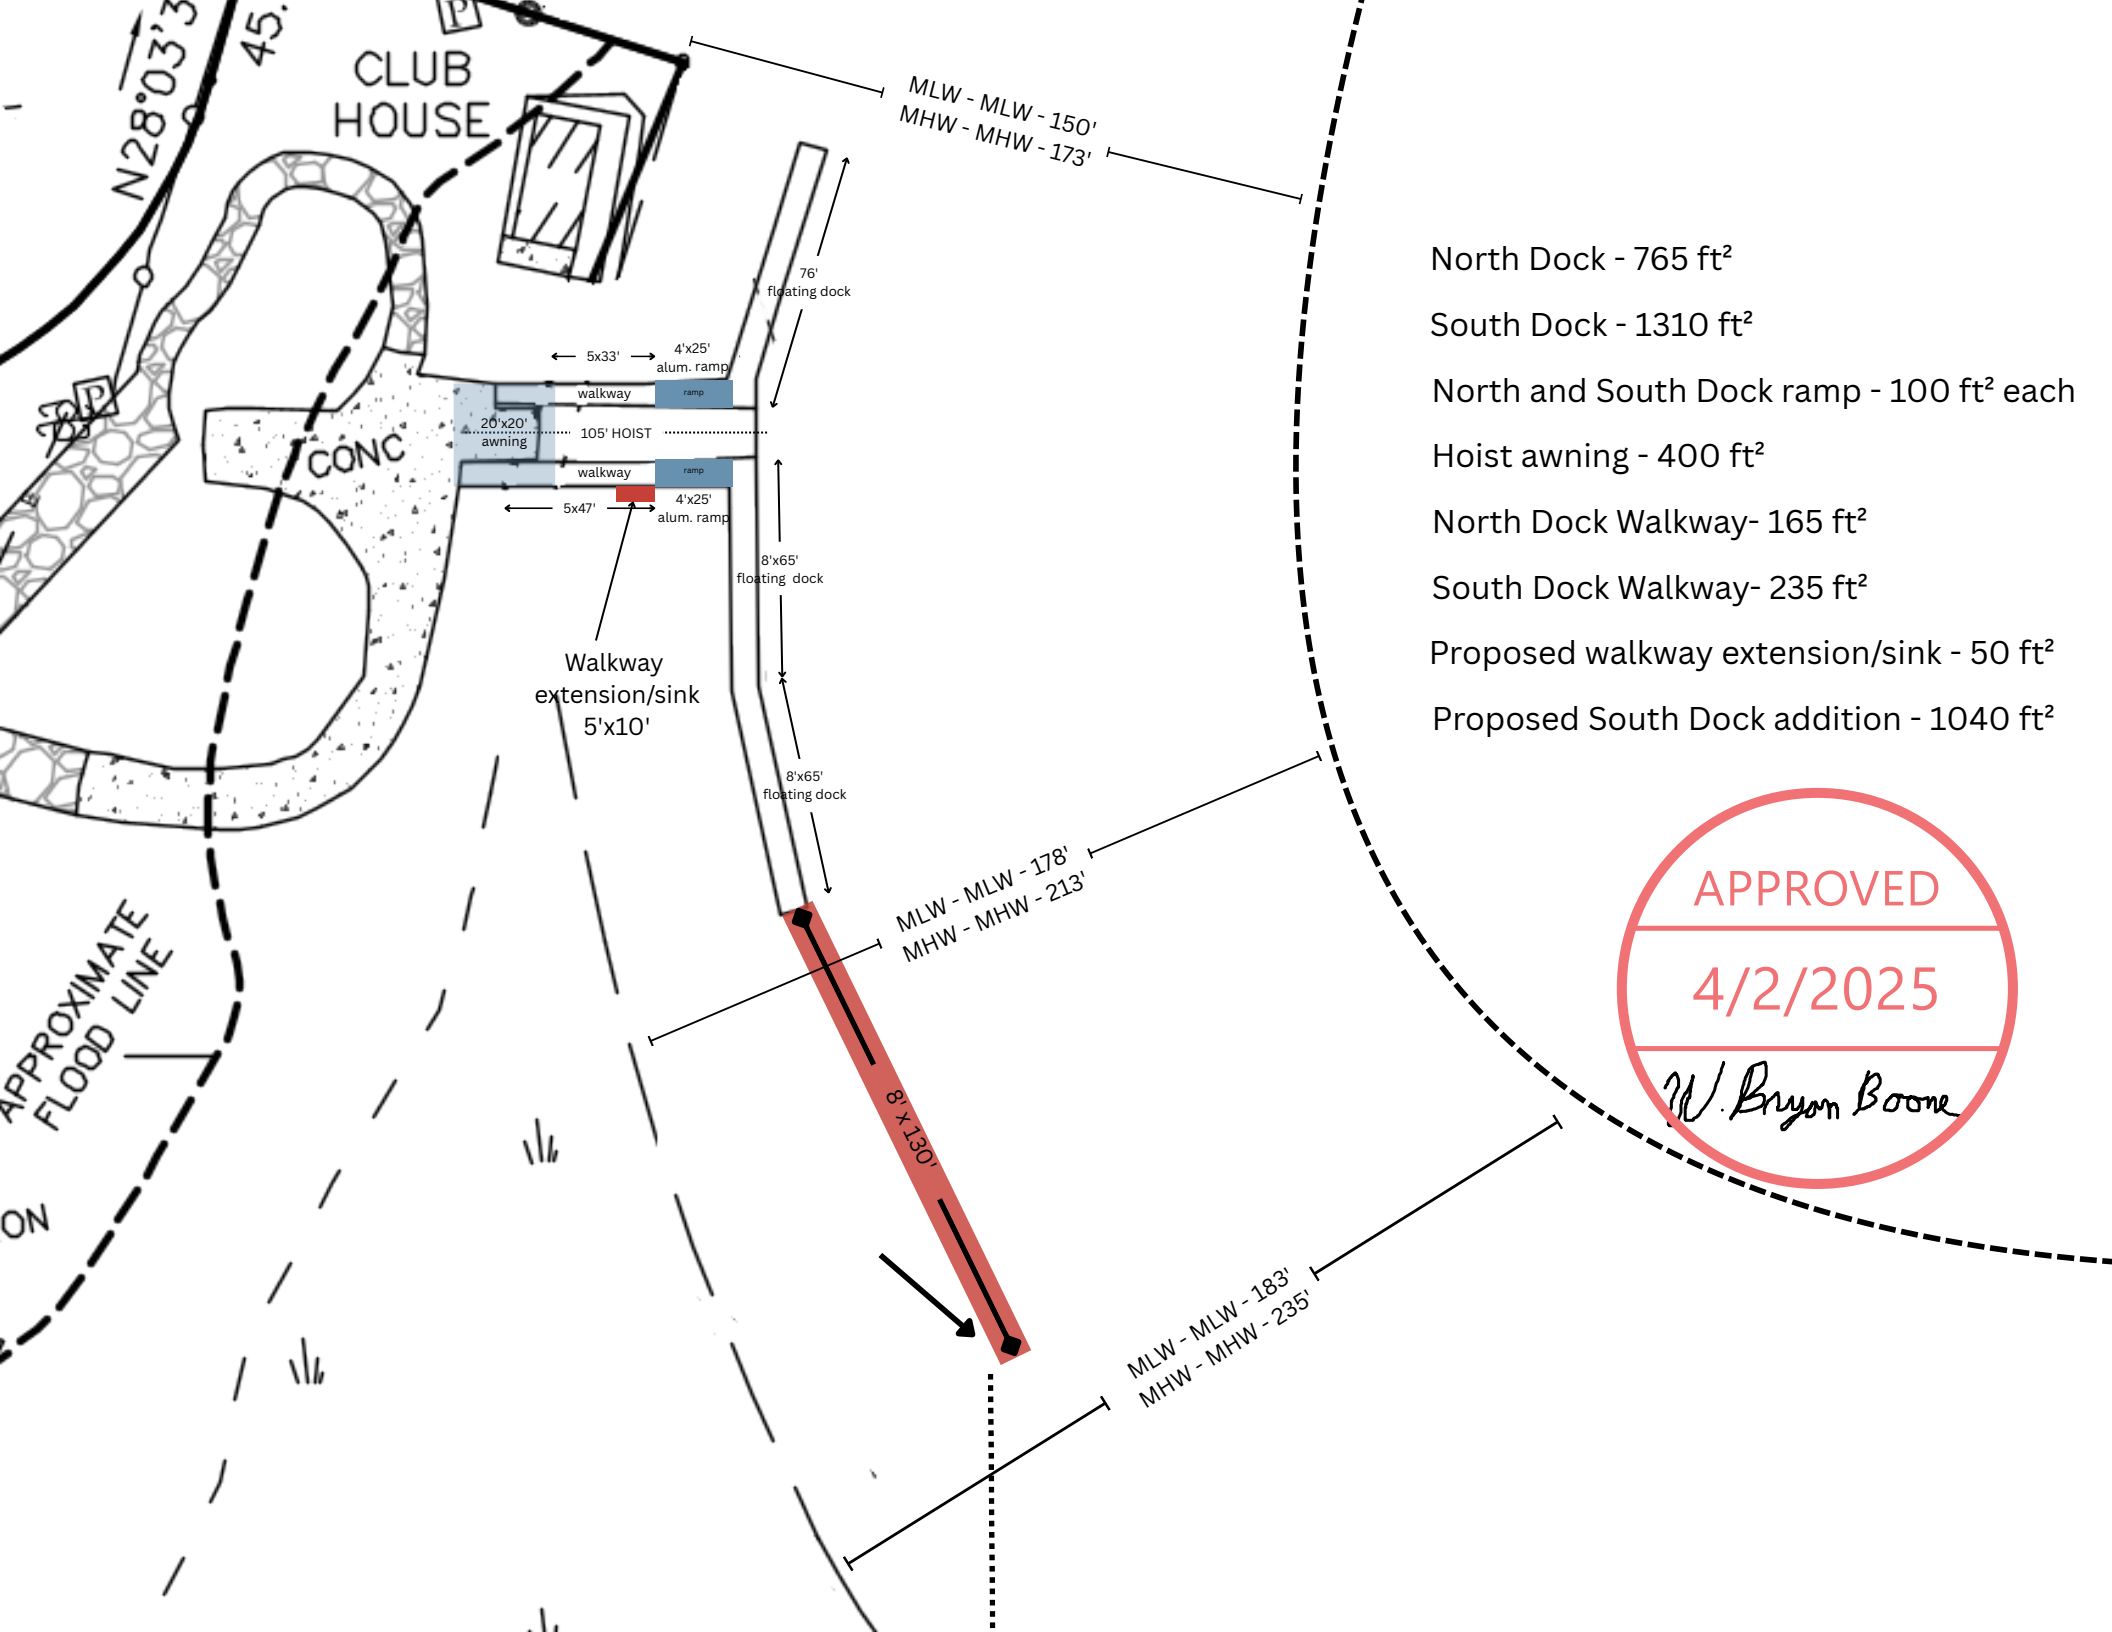 N28°03'3
45.
P
CLUB
HOUSE
MLW - MLW - 150'
MHW - MHW - 173'
76'
floating dock
5x33'
4'x25'
alum. ramp
walkway
ramp
20'x20'
awning
105' HOIST
walkway
ramp
5x47'
4'x25'
alum. ramp
P
CONC
8'x65'
floating dock
Walkway
extension/sink
5'x10'
8'x65'
floating dock
MLW - MLW - 178'
MHW - MHW - 213'
8' x 130'
APPROXIMATE
FLOOD LINE
ON
MLW - MLW - 183'
MHW - MHW - 235'
North Dock - 765 ft²
South Dock - 1310 ft²
North and South Dock ramp - 100 ft² each
Hoist awning - 400 ft²
North Dock Walkway- 165 ft²
South Dock Walkway- 235 ft²
Proposed walkway extension/sink - 50 ft²
Proposed South Dock addition - 1040 ft²
APPROVED
4/2/2025
W. Bryan Boone